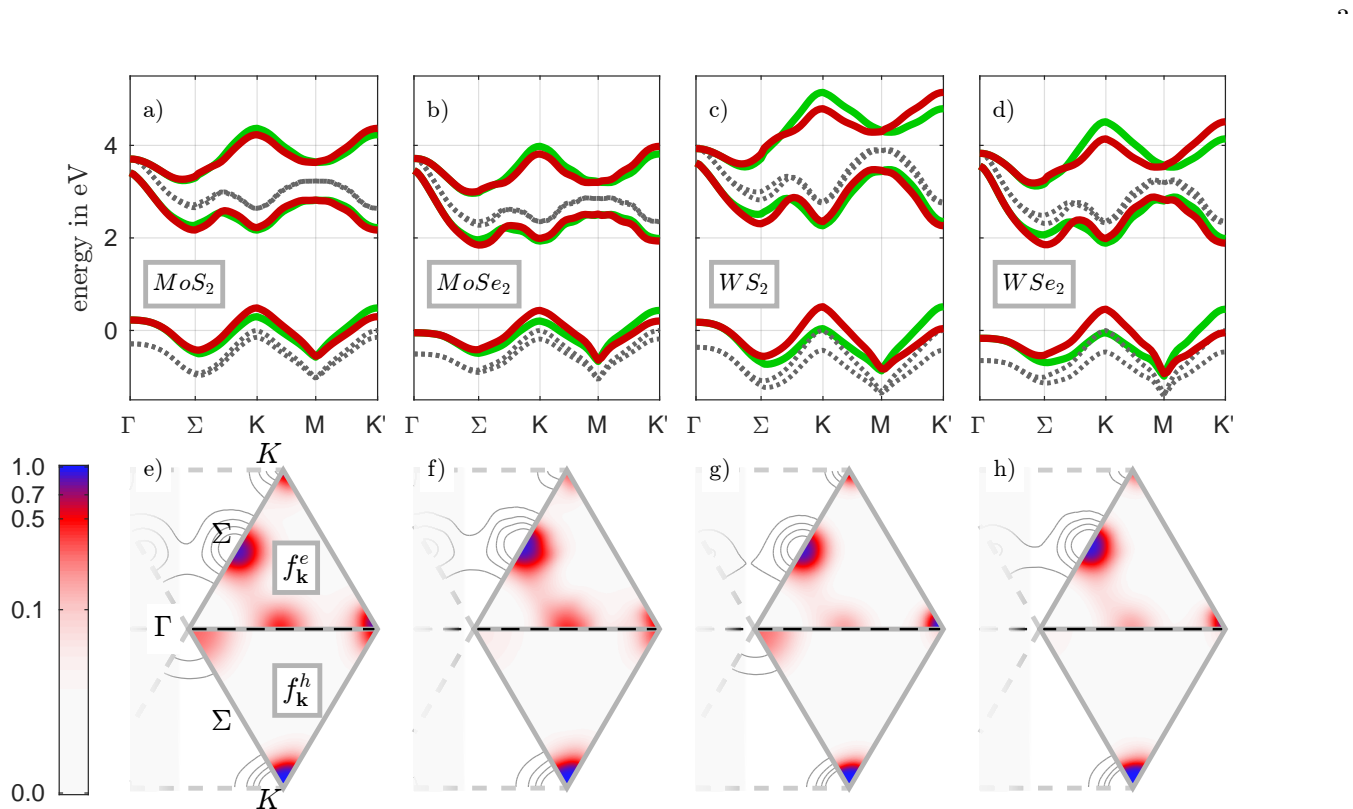 a) b) c) d)
energy in eV
4
2
0
MoS₂ MoSe₂ WS₂ WSe₂
Γ Σ K M K' Γ Σ K M K' Γ Σ K M K' Γ Σ K M K'
1.0
0.7
0.5
0.1
0.0
e) f) g) h)
K
Σ
f^e_k
Γ
f^h_k
Σ
K